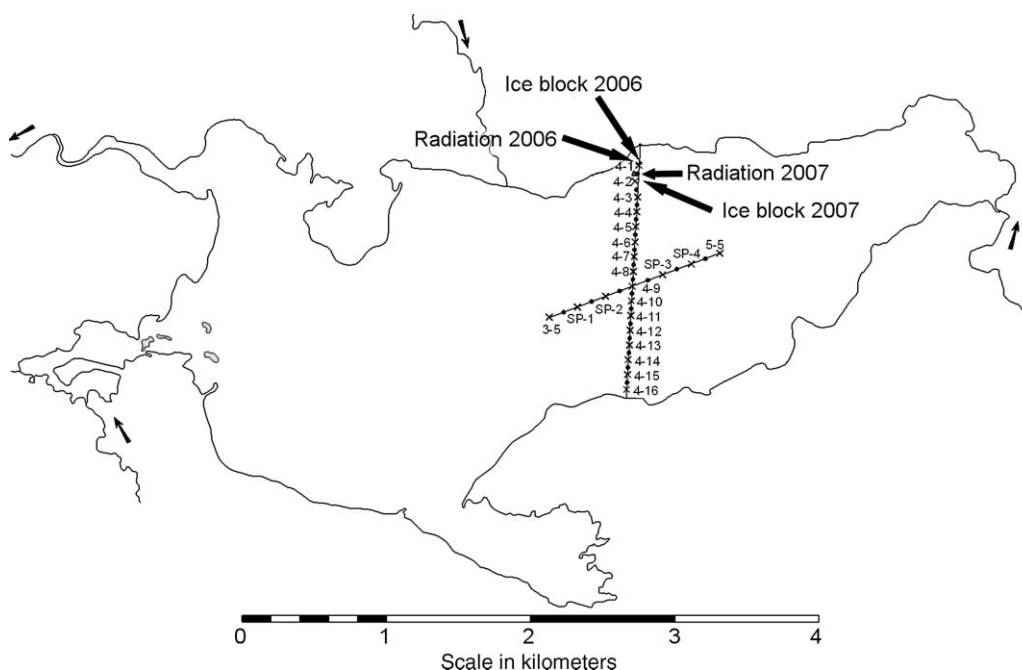 Ice block 2006
Radiation 2006
4-1
Radiation 2007
4-2
Ice block 2007
4-3
4-4
4-5
4-6
4-7
4-8
SP-3
SP-4
5-5
4-9
3-5
SP-1
SP-2
4-10
4-11
4-12
4-13
4-14
4-15
4-16
0
1
2
3
4
Scale in kilometers